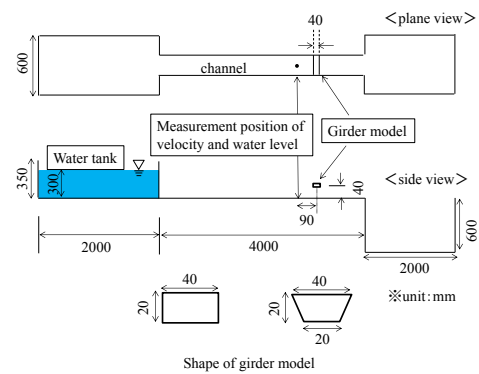 40
＜plane view＞
600
channel
Measurement position of
velocity and water level
Girder model
Water tank
350
300
40
＜side view＞
90
600
2000
4000
2000
40
40
※unit:mm
20
20
20
Shape of girder model